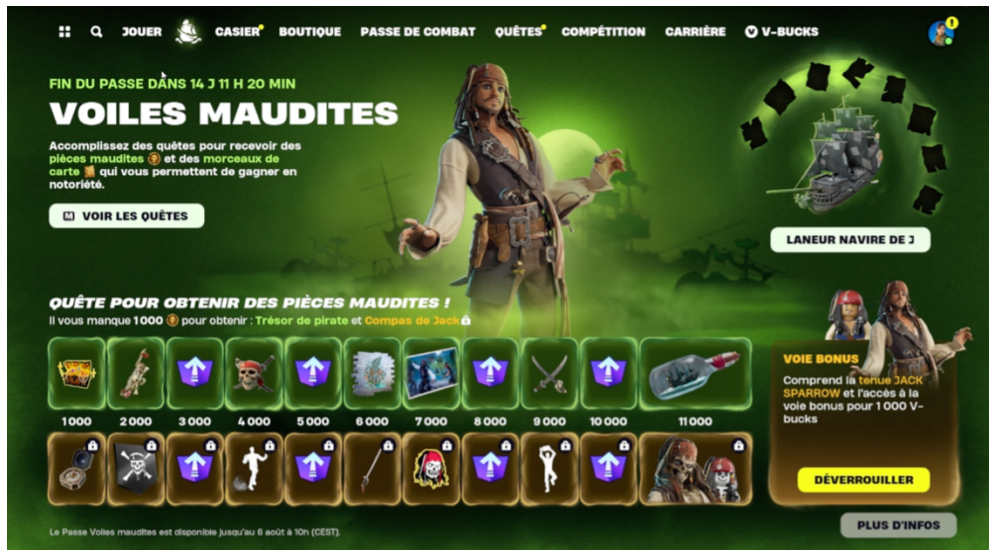 JOUER CASIER BOUTIQUE PASSE DE COMBAT QUÊTES COMPÉTITION CARRIÈRE V-BUCKS
FIN DU PASSE DANS 14 J 11 H 20 MIN
VOILES MAUDITES
Accomplissez des quêtes pour recevoir des
pièces maudites et des morceaux de
carte qui vous permettent de gagner en
notoriété.
M VOIR LES QUÊTES
LANEUR NAVIRE DE J
QUÊTE POUR OBTENIR DES PIÈCES MAUDITES !
Il vous manque 1 000 pour obtenir : Trésor de pirate et Compas de Jack
1 000 2 000 3 000 4 000 5 000 6 000 7 000 8 000 9 000 10 000 11 000
VOIE BONUS
Comprend la tenue JACK
SPARROW et l'accès à la
voie bonus pour 1 000 V-
bucks
DÉVERROUILLER
PLUS D'INFOS
Le Passe Voiles maudites est disponible jusqu'au 6 août à 10h (CEST).